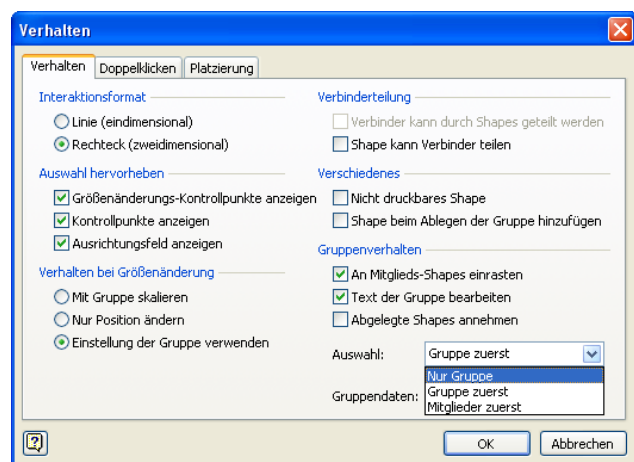 Verhalten
Verhalten Doppelklicken Platzierung
Interaktionsformat
Linie (eindimensional)
Rechteck (zweidimensional)
Auswahl hervorheben
Größenänderungs-Kontrollpunkte anzeigen
Kontrollpunkte anzeigen
Ausrichtungsfeld anzeigen
Verhalten bei Größenänderung
Mit Gruppe skalieren
Nur Position ändern
Einstellung der Gruppe verwenden
Verbinderteilung
Verbinder kann durch Shapes geteilt werden
Shape kann Verbinder teilen
Verschiedenes
Nicht druckbares Shape
Shape beim Ablegen der Gruppe hinzufügen
Gruppenverhalten
An Mitglieds-Shapes einrasten
Text der Gruppe bearbeiten
Abgelegte Shapes annehmen
Auswahl: Gruppe zuerst
Nur Gruppe
Gruppe zuerst
Mitglieder zuerst
Gruppendaten:
?
OK Abbrechen